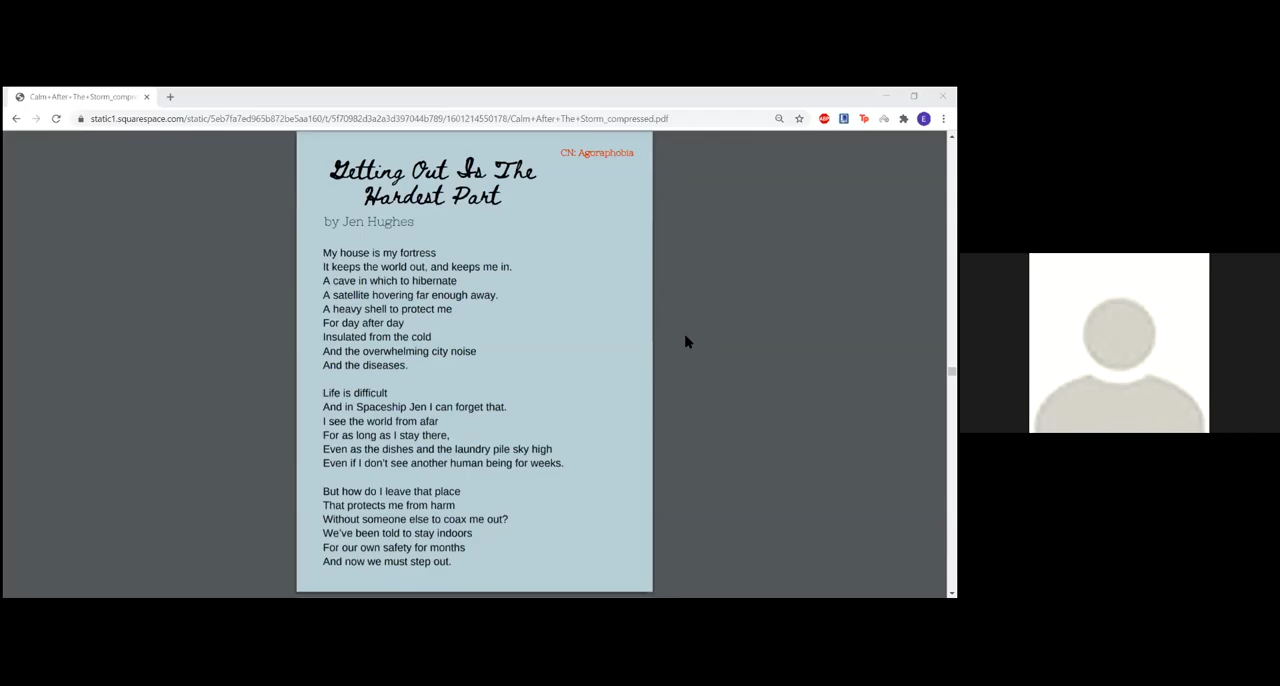 Calm+After+The+Storm_compre
static1.squarespace.com/static/5eb7fa7ed965b872be5aa160/t/5f70982d3a2a3d397044b789/1601214550178/Calm+After+The+Storm_compressed.pdf
ABP
Tp
E
CN: Agoraphobia
Getting Out Is The
Hardest Part
by Jen Hughes
My house is my fortress
It keeps the world out, and keeps me in.
A cave in which to hibernate
A satellite hovering far enough away.
A heavy shell to protect me
For day after day
Insulated from the cold
And the overwhelming city noise
And the diseases.
Life is difficult
And in Spaceship Jen I can forget that.
I see the world from afar
For as long as I stay there,
Even as the dishes and the laundry pile sky high
Even if I don't see another human being for weeks.
But how do I leave that place
That protects me from harm
Without someone else to coax me out?
We've been told to stay indoors
For our own safety for months
And now we must step out.